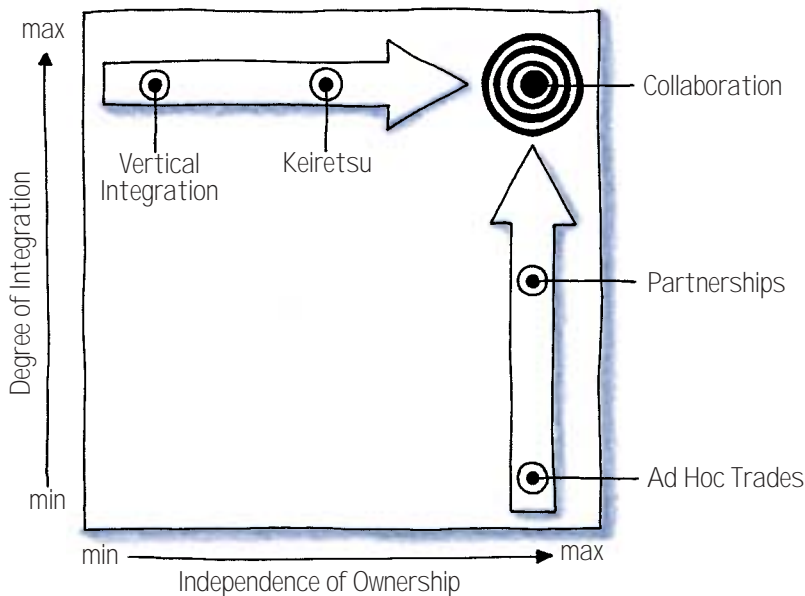 max
Collaboration
Vertical
Integration
Keiretsu
Degree of Integration
Partnerships
Ad Hoc Trades
min
min
max
Independence of Ownership